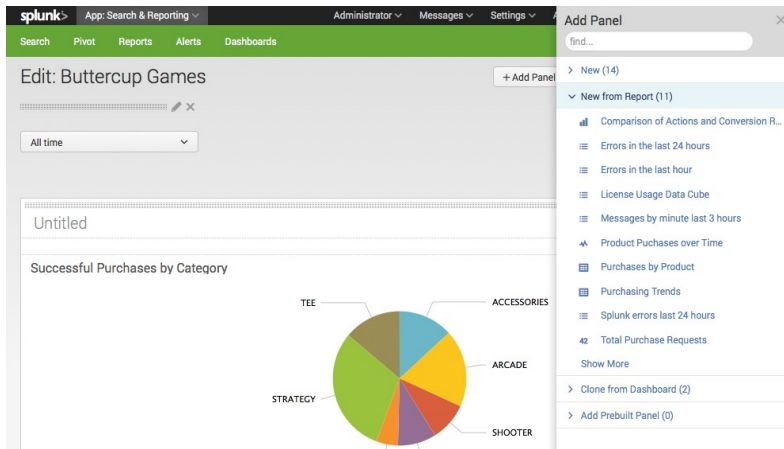 splunk> App: Search & Reporting Administrator Messages Settings
Search Pivot Reports Alerts Dashboards
Edit: Buttercup Games
+ Add Panel
All time
Untitled
Successful Purchases by Category
TEE
ACCESSORIES
ARCADE
STRATEGY
SHOOTER
Add Panel
find...
New (14)
New from Report (11)
Comparison of Actions and Conversion R...
Errors in the last 24 hours
Errors in the last hour
License Usage Data Cube
Messages by minute last 3 hours
Product Puchases over Time
Purchases by Product
Purchasing Trends
Splunk errors last 24 hours
42 Total Purchase Requests
Show More
Clone from Dashboard (2)
Add Prebuilt Panel (0)